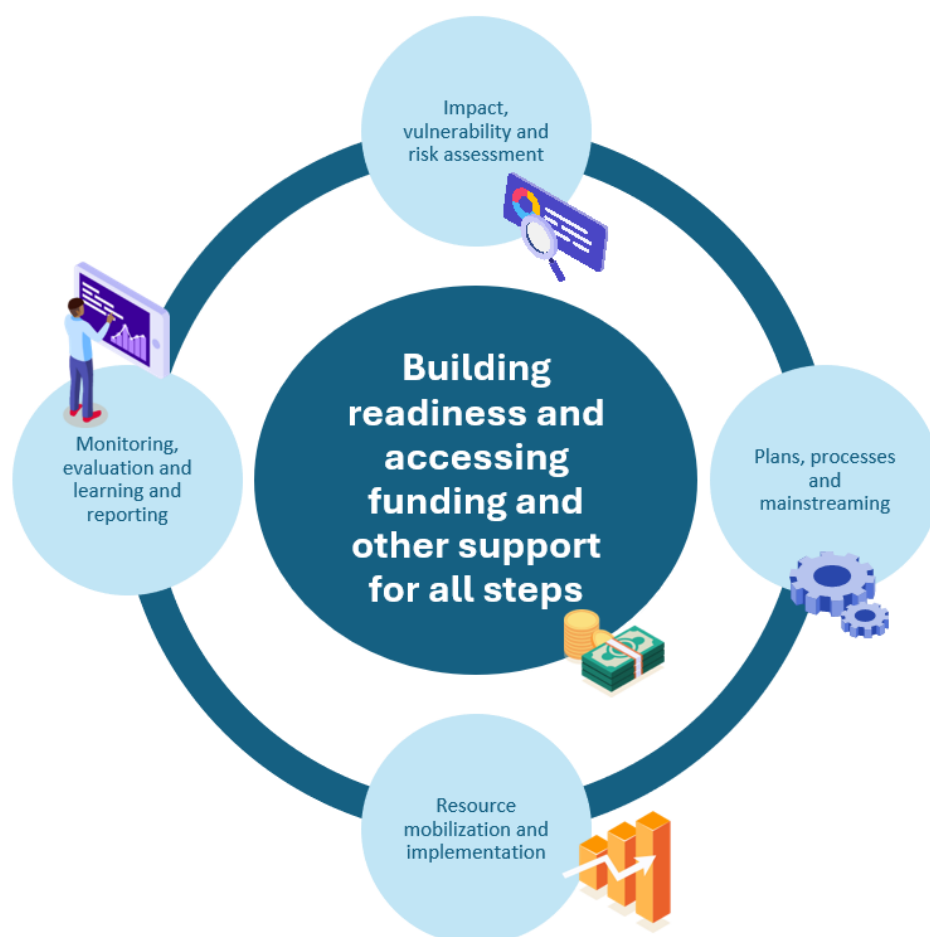 Impact,
vulnerability and
risk assessment
Building
readiness and
accessing
funding and
other support
for all steps
Monitoring,
evaluation and
learning and
reporting
Plans, processes
and
mainstreaming
Resource
mobilization and
implementation